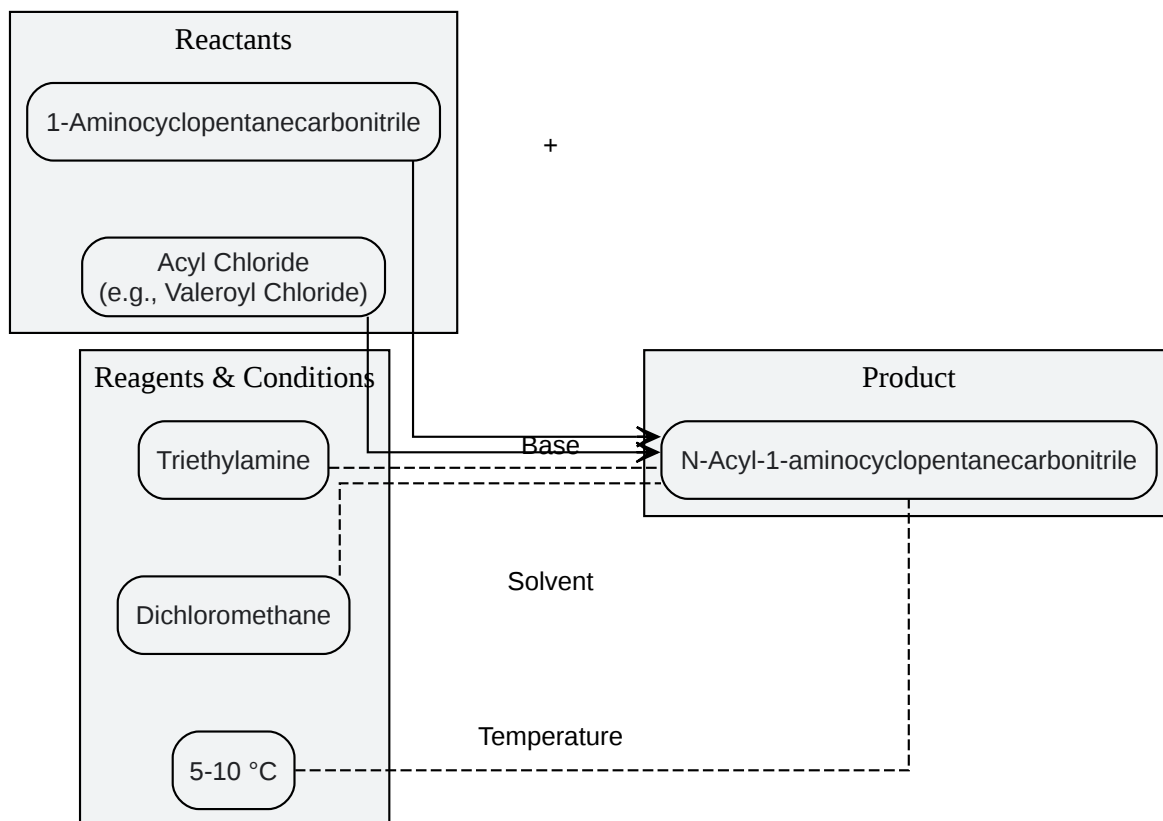 Reactants
1-Aminocyclopentanecarbonitrile
+
Acyl Chloride
(e.g., Valeroyl Chloride)
Reagents & Conditions
Product
Base
Triethylamine
N-Acyl-1-aminocyclopentanecarbonitrile
Solvent
Dichloromethane
Temperature
5-10 °C